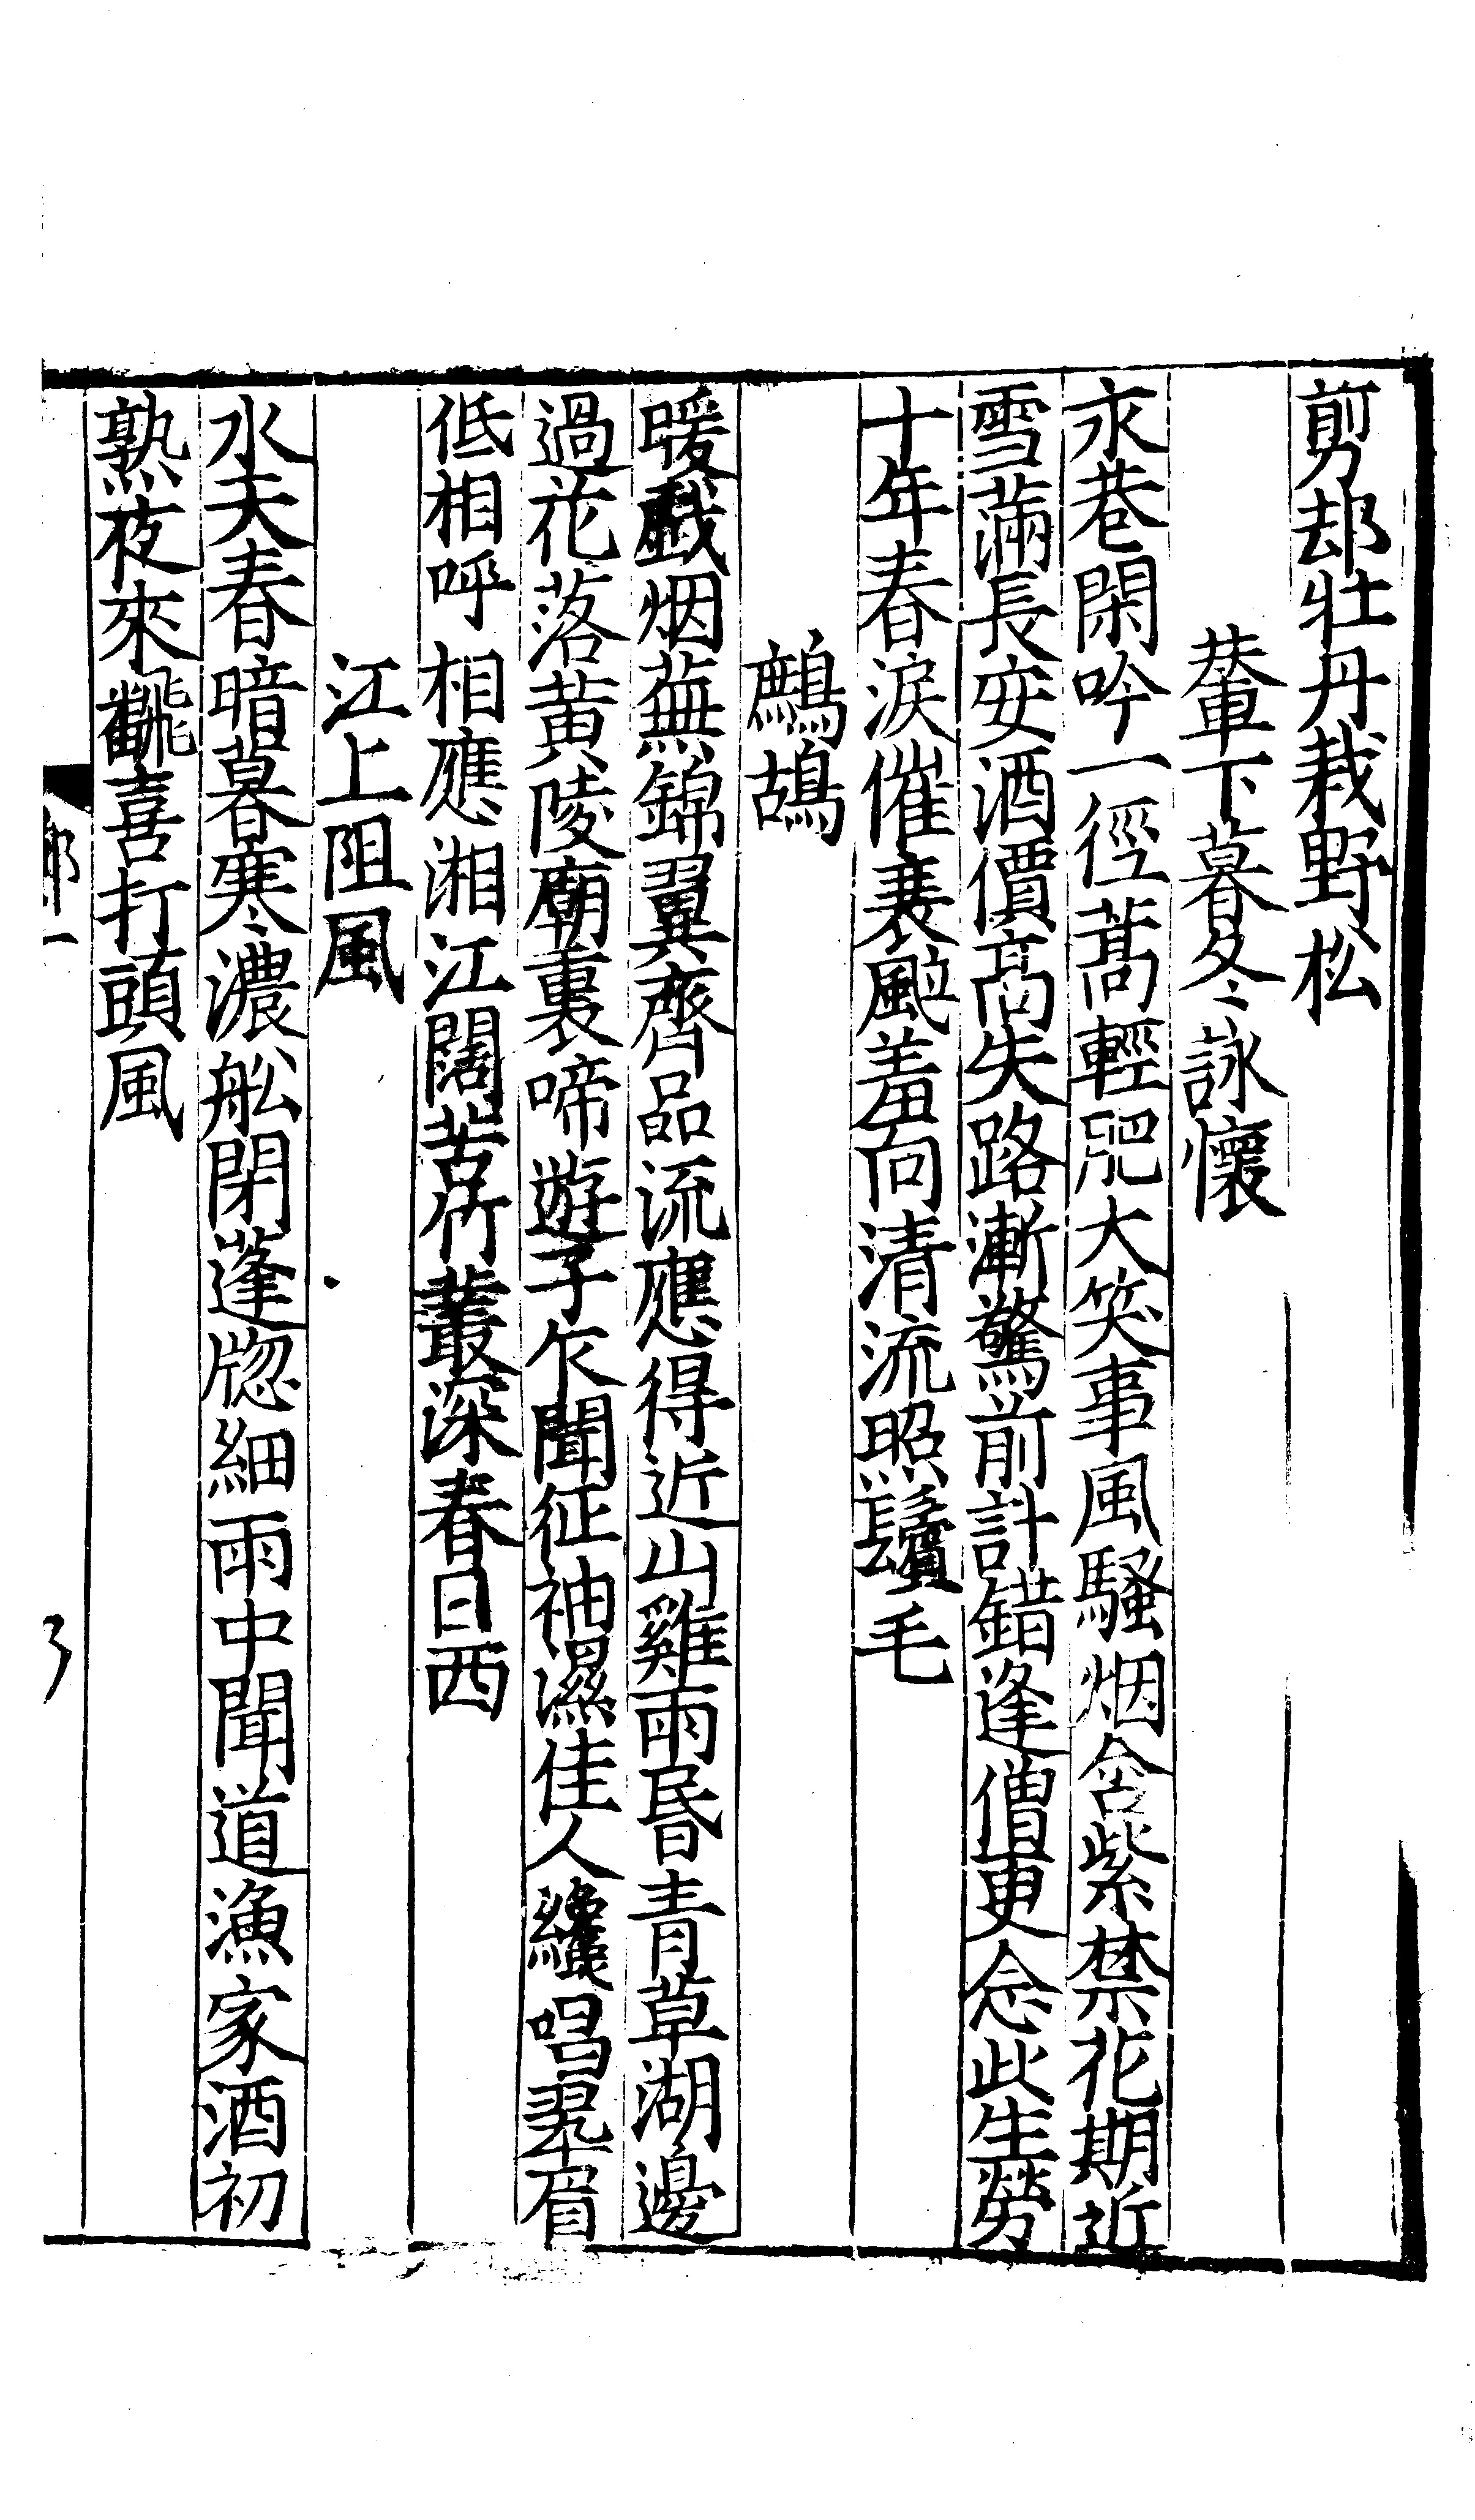 剪却牡丹栽野松
輦下暮冬詠懷
永巷閑吟一徑蒿輕肥大笑事風騷烟含紫禁花期近
雪滿長安酒價高失路漸驚前計錯逢僧更念此生勞
十年春淚催衰颯羞向清流照鬢毛
鷓鴣
暖戲烟蕪錦翼齊品流應得近山雞雨昏青草湖邊
過花落黃陵廟裏啼遊子乍聞征袖濕佳人纔唱翠眉
低相呼相應湘江闊苦竹叢深春日西
江上阻風
水天春暗暮寒濃船閉蓬牕細雨中聞道漁家酒初
熟夜來飜喜打頭風